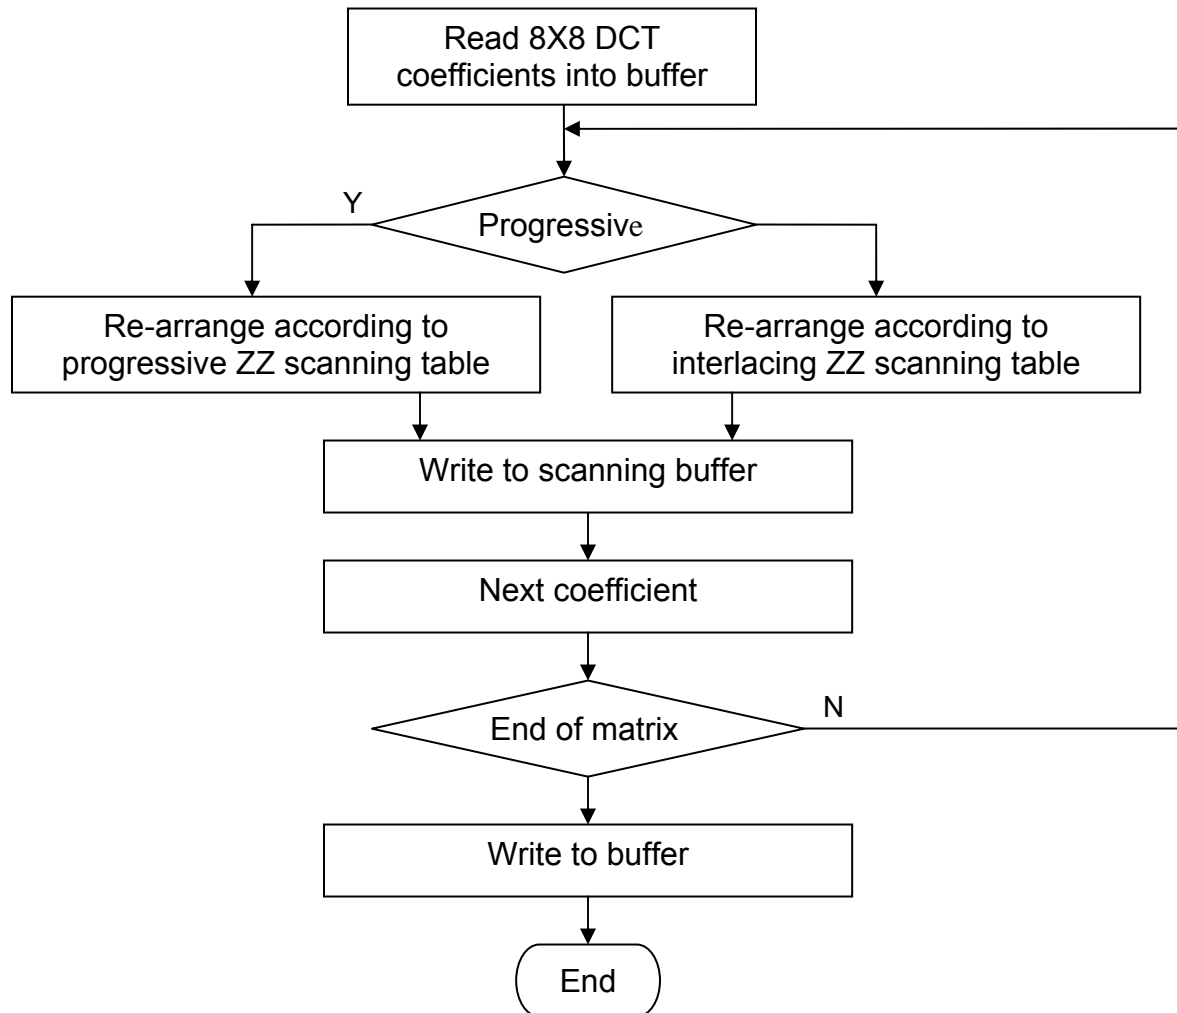 Read 8X8 DCT
coefficients into buffer
Y
Progressive
Re-arrange according to
progressive ZZ scanning table
Re-arrange according to
interlacing ZZ scanning table
Write to scanning buffer
Next coefficient
N
End of matrix
Write to buffer
End